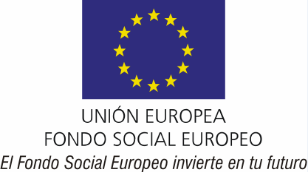 UNIÓN EUROPEA
FONDO SOCIAL EUROPEO
El Fondo Social Europeo invierte en tu futuro